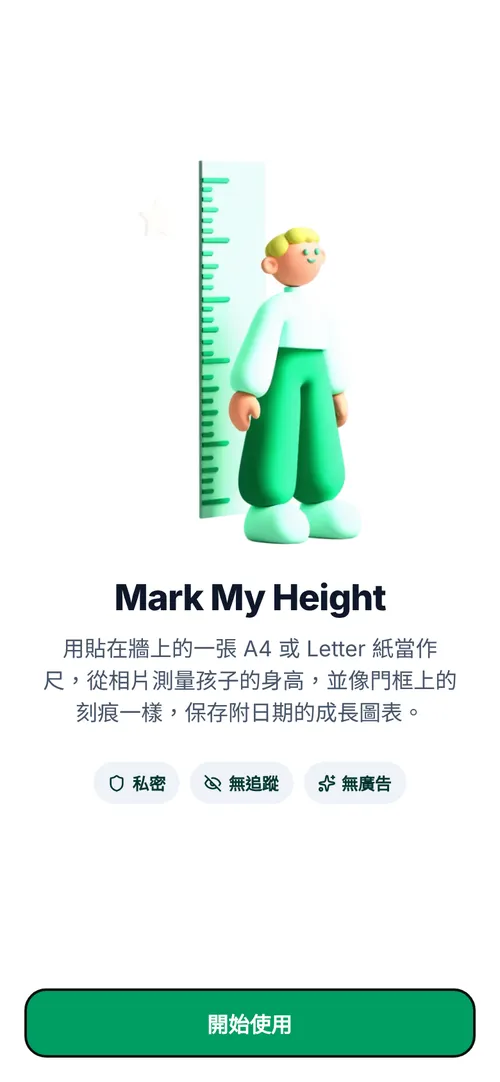 Mark My Height
用貼在牆上的一張 A4 或 Letter 紙當作
尺，從相片測量孩子的身高，並像門框上的
刻痕一樣，保存附日期的成長圖表。
私密
無追蹤
無廣告
開始使用